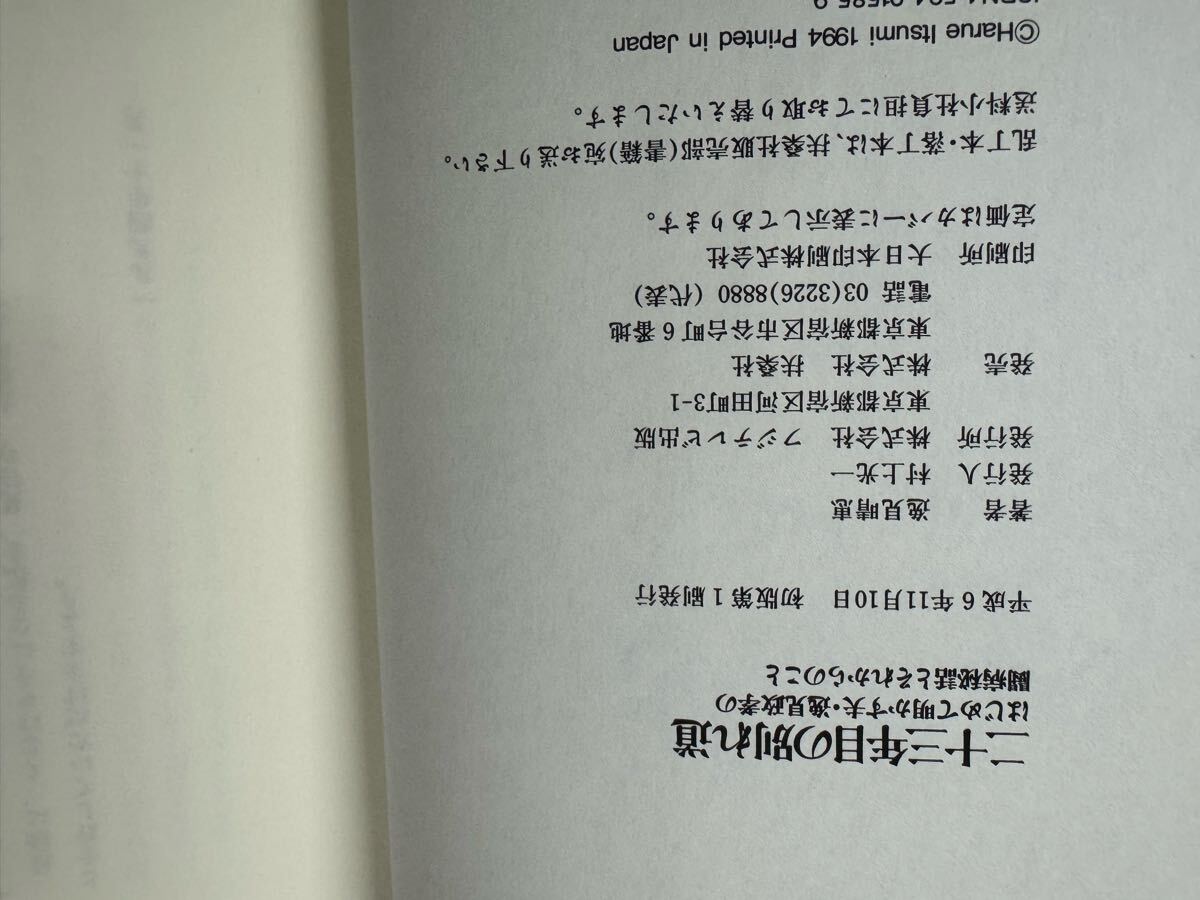 二十三年目の別れ道
はじめて明かす夫・逸見政孝の
闘病秘話とそれからのこと
平成6年11月10日　初版第1刷発行
著者　逸見晴恵
発行人　村上光一
発行所　株式会社　フジテレビ出版
東京都新宿区河田町3-1
発売　株式会社　扶桑社
東京都新宿区市谷台町6番地
電話　03(3226)8880（代表）
印刷所　大日本印刷株式会社
定価はカバーに表示してあります。
乱丁本・落丁本は、扶桑社販売部(書籍)宛お送り下さい。
送料小社負担にてお取り替えいたします。
©Harue Itsumi 1994 Printed in Japan